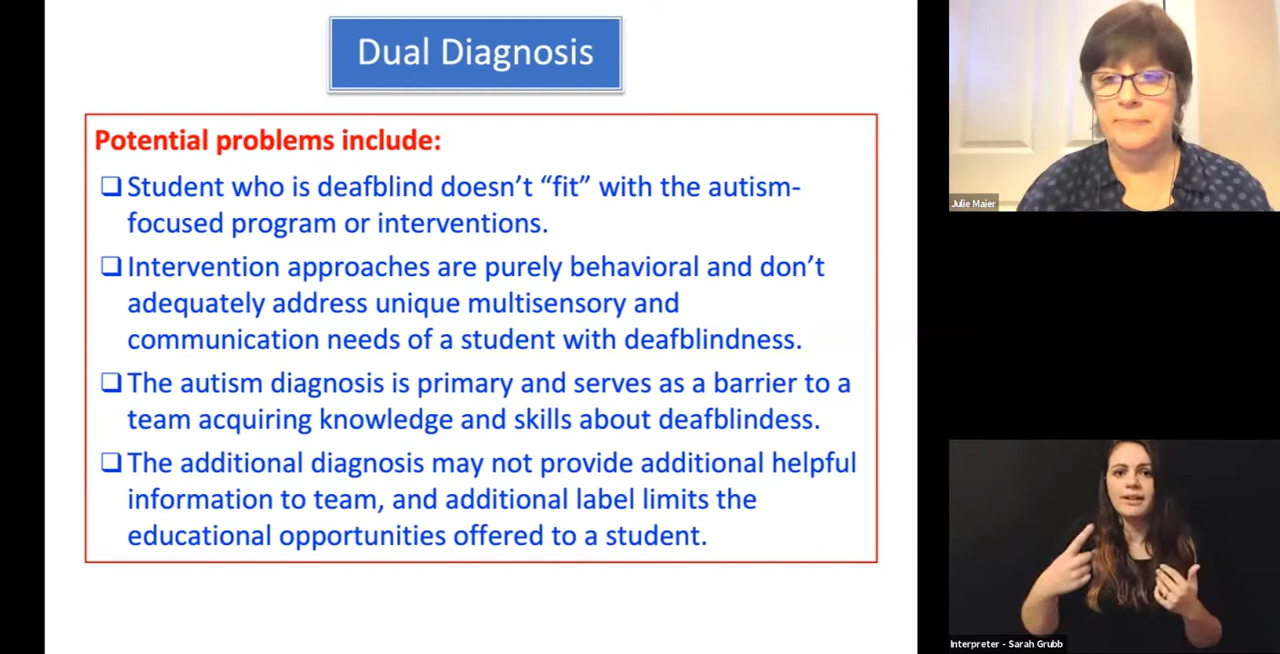 Dual Diagnosis
Potential problems include:
❑ Student who is deafblind doesn’t “fit” with the autism-
focused program or interventions.
❑ Intervention approaches are purely behavioral and don’t
adequately address unique multisensory and
communication needs of a student with deafblindness.
❑ The autism diagnosis is primary and serves as a barrier to a
team acquiring knowledge and skills about deafblindess.
❑ The additional diagnosis may not provide additional helpful
information to team, and additional label limits the
educational opportunities offered to a student.
Julie Maier
Interpreter - Sarah Grubb